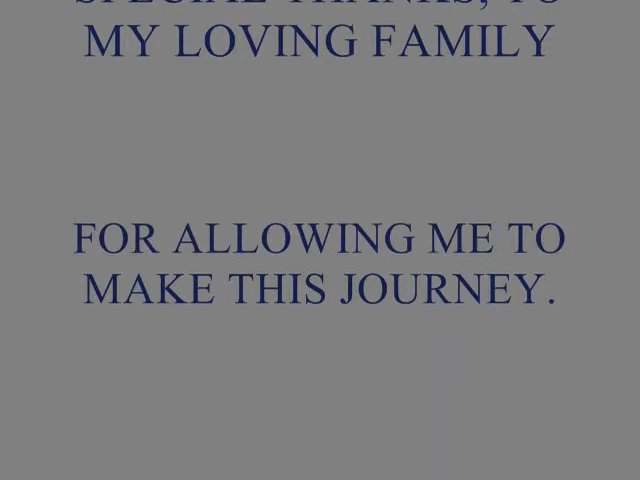 SPECIAL THANKS, TO
MY LOVING FAMILY
FOR ALLOWING ME TO
MAKE THIS JOURNEY.